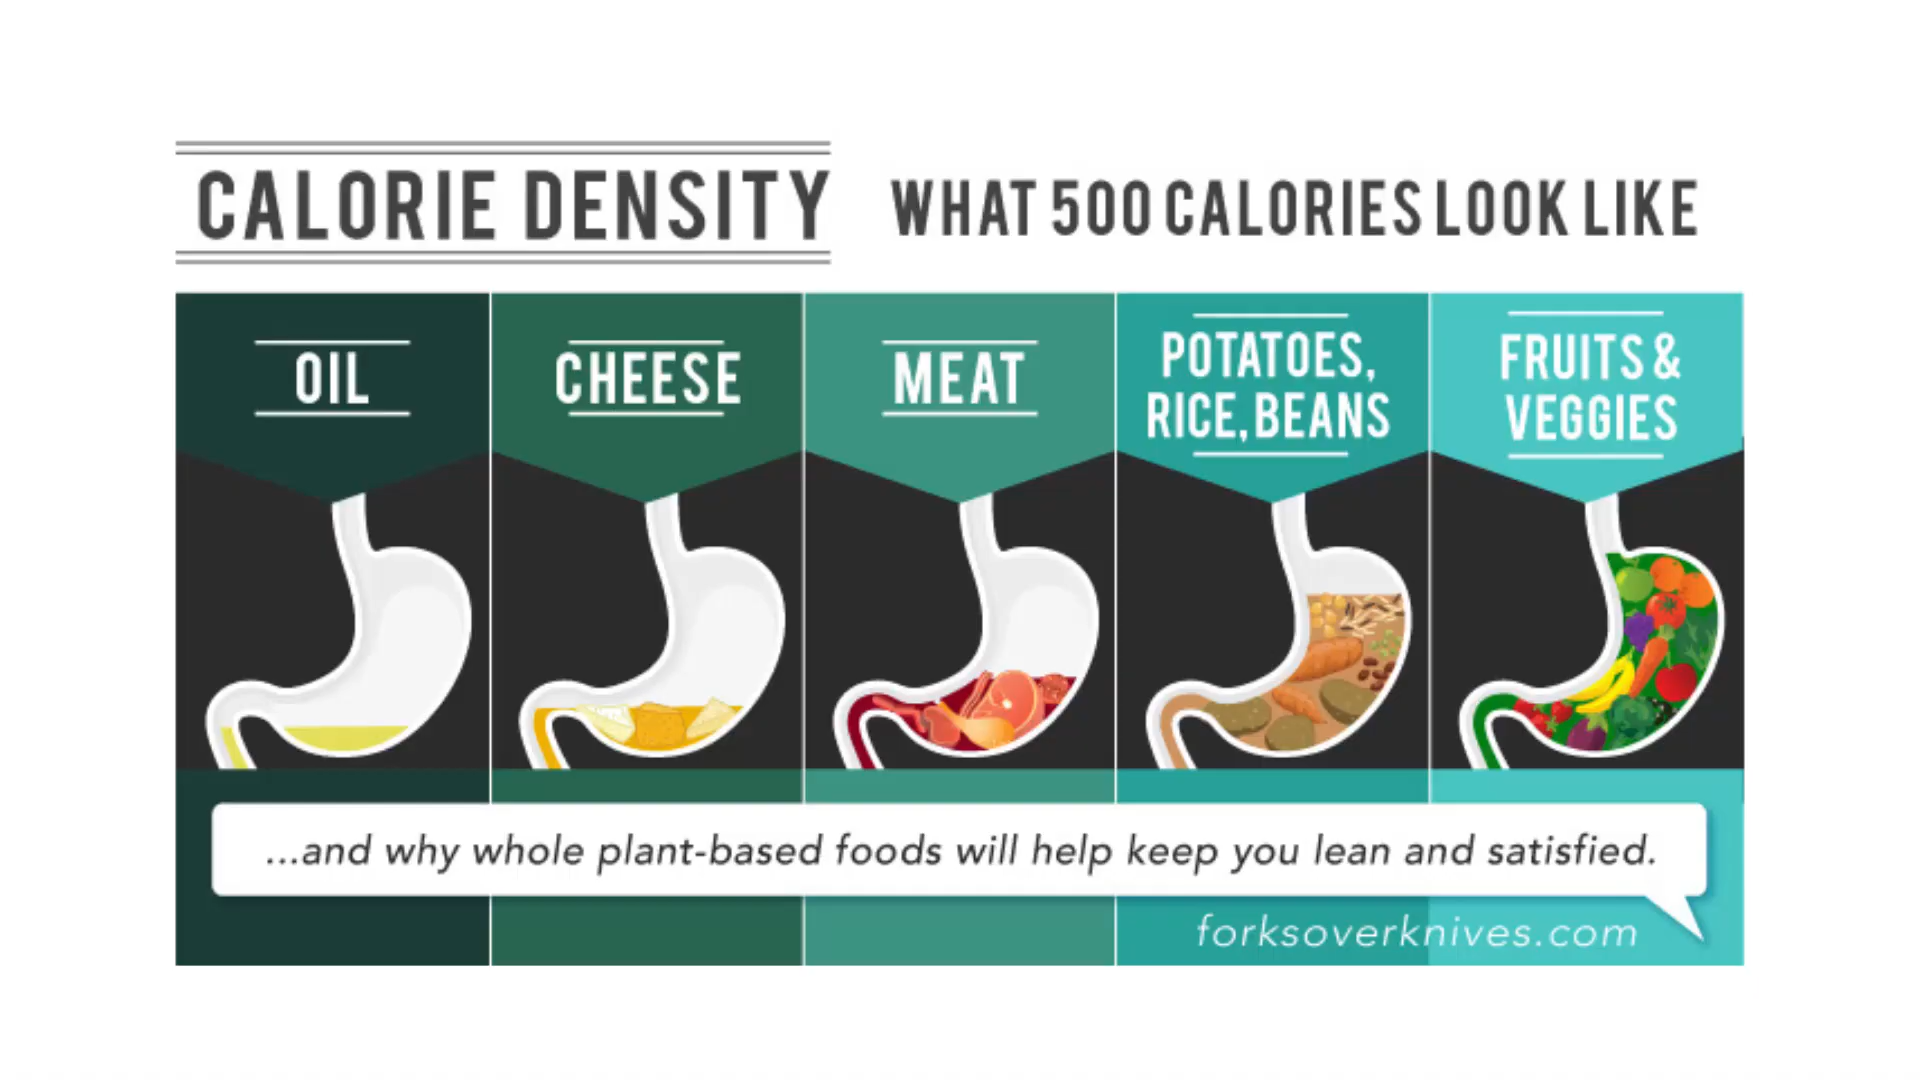 CALORIE DENSITY
WHAT 500 CALORIES LOOK LIKE
OIL
CHEESE
MEAT
POTATOES,
RICE, BEANS
FRUITS &
VEGGIES
...and why whole plant-based foods will help keep you lean and satisfied.
forksoverknives.com